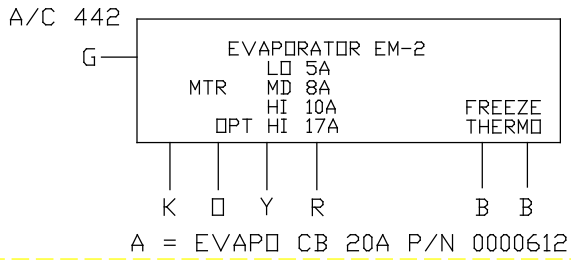 A/C 442
G
EVAPORATOR EM-2
LO 5A
MTR MD 8A
HI 10A
FREEZE
OPT HI 17A THERMO
K O Y R B B
A = EVAPO CB 20A P/N 0000612